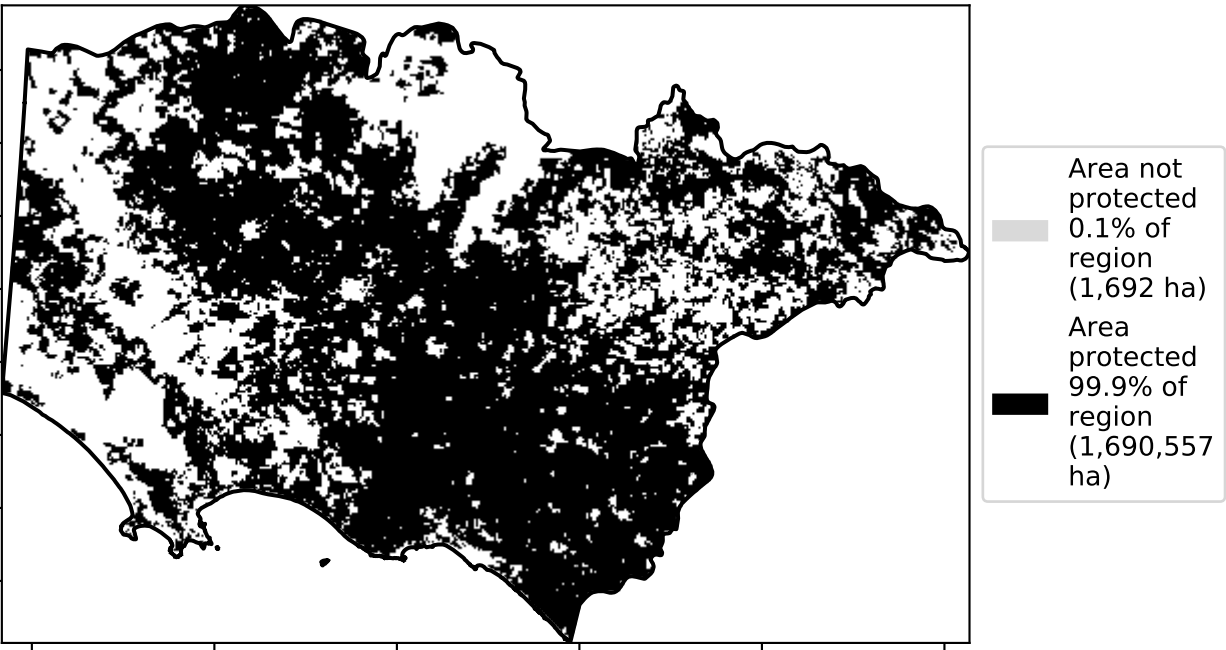 Area not
protected
0.1% of
region
(1,692 ha)
Area
protected
99.9% of
region
(1,690,557
ha)